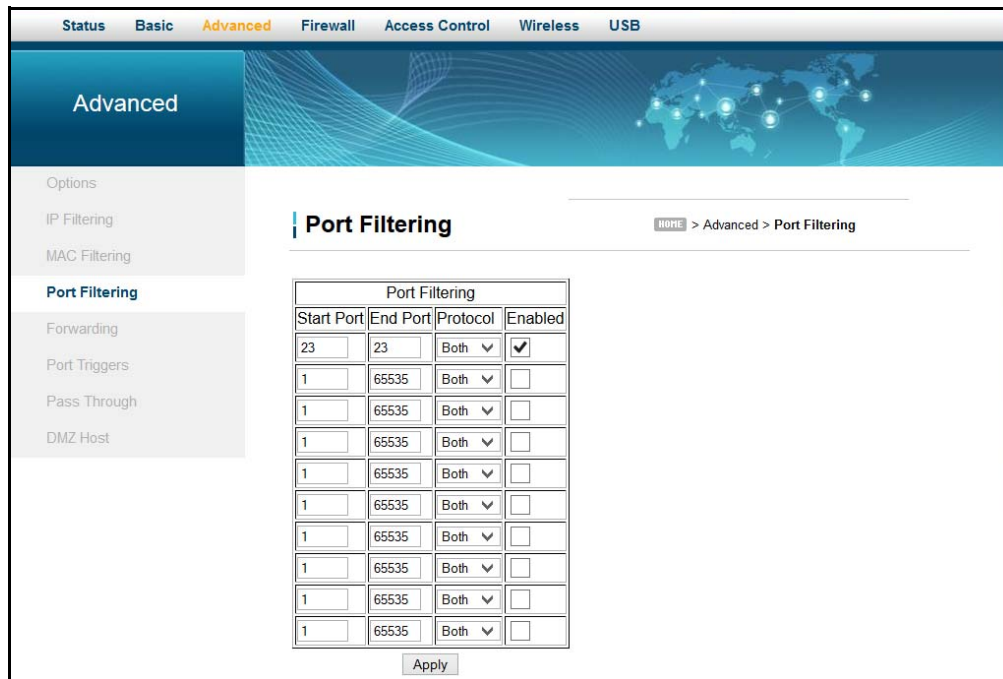 Status Basic Advanced Firewall Access Control Wireless USB
Advanced
Options
IP Filtering
MAC Filtering
Port Filtering
Forwarding
Port Triggers
Pass Through
DMZ Host
Port Filtering
HOME > Advanced > Port Filtering
Port Filtering
Start Port End Port Protocol Enabled
23 23 Both
1 65535 Both
1 65535 Both
1 65535 Both
1 65535 Both
1 65535 Both
1 65535 Both
1 65535 Both
1 65535 Both
1 65535 Both
Apply